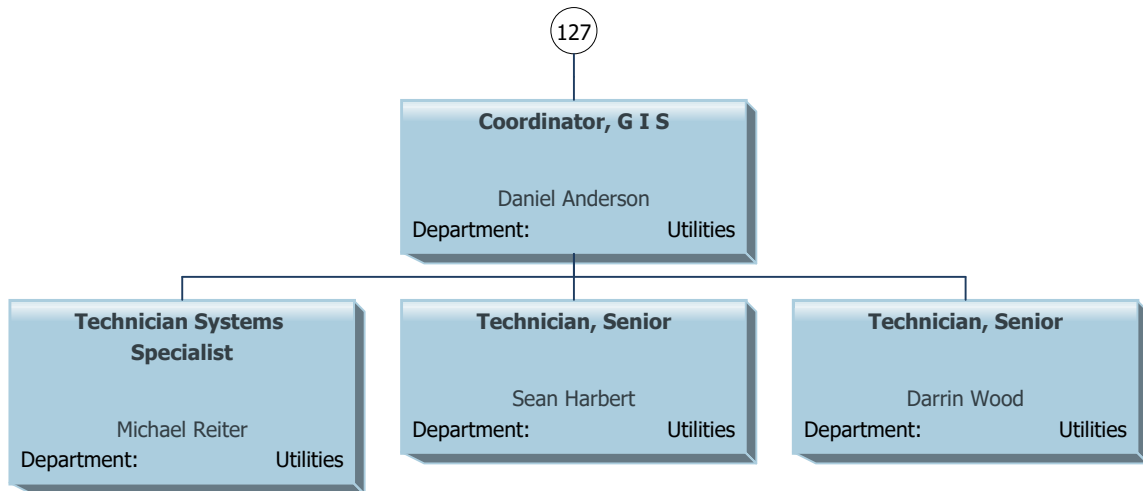 127
Coordinator, G I S
Daniel Anderson
Department: Utilities
Technician Systems
Specialist
Michael Reiter
Department: Utilities
Technician, Senior
Sean Harbert
Department: Utilities
Technician, Senior
Darrin Wood
Department: Utilities